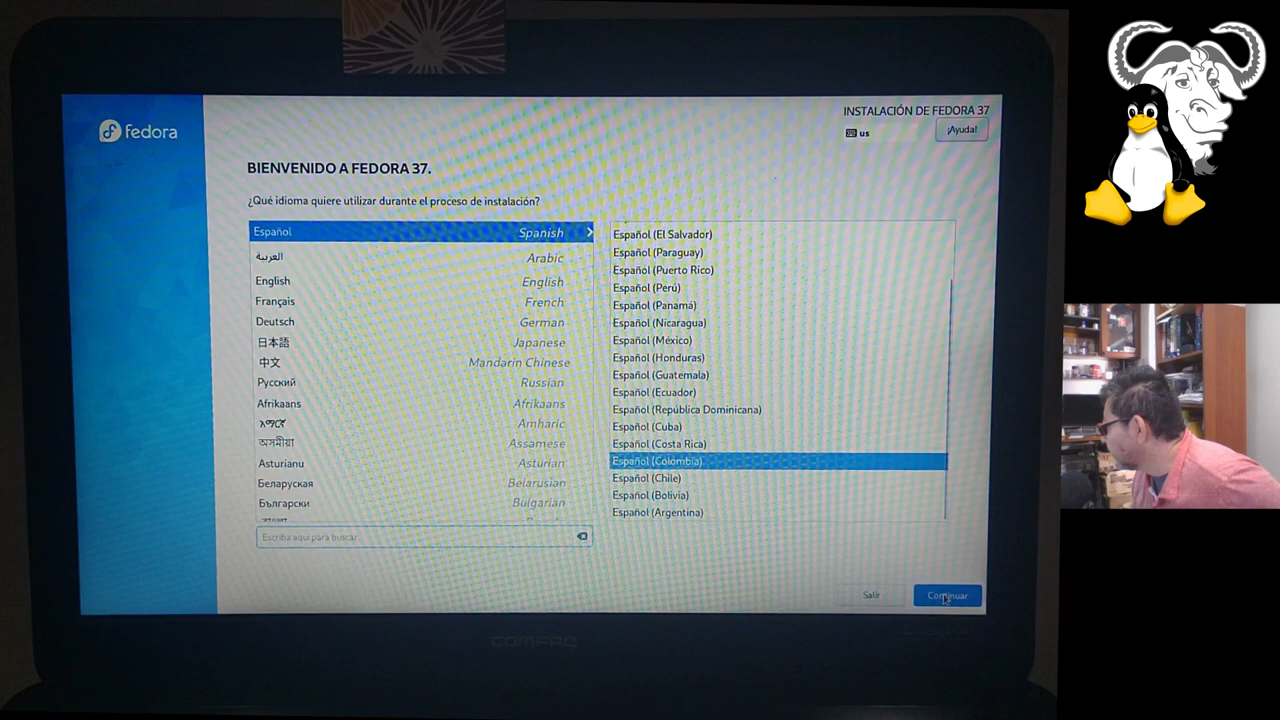 fedora
INSTALACIÓN DE FEDORA 37
us
¡Ayuda!
BIENVENIDO A FEDORA 37.
¿Qué idioma quiere utilizar durante el proceso de instalación?
Español Spanish
العربية Arabic
English English
Français French
Deutsch German
日本語 Japanese
中文 Mandarin Chinese
Русский Russian
Afrikaans Afrikaans
አማርኛ Amharic
অসমীয়া Assamese
Asturianu Asturian
Беларуская Belarusian
Български Bulgarian
Escriba aquí para buscar.
Español (El Salvador)
Español (Paraguay)
Español (Puerto Rico)
Español (Perú)
Español (Panamá)
Español (Nicaragua)
Español (México)
Español (Honduras)
Español (Guatemala)
Español (Ecuador)
Español (República Dominicana)
Español (Cuba)
Español (Costa Rica)
Español (Colombia)
Español (Chile)
Español (Bolivia)
Español (Argentina)
Salir
Continuar
COMPAQ